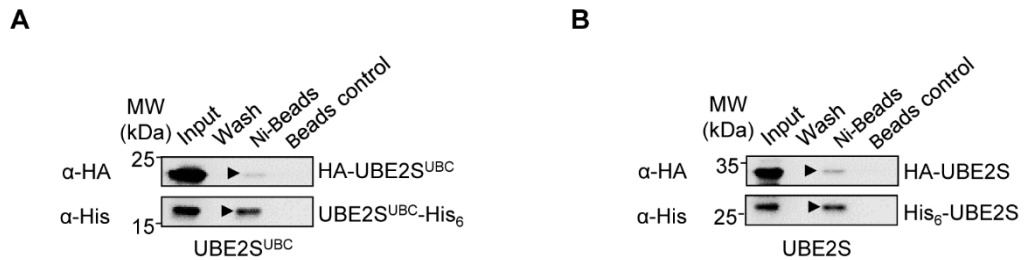 A
MW
(kDa)
Input
Wash
Ni-Beads
Beads control
α-HA
25
HA-UBE2S^UBC
α-His
15
UBE2S^UBC-His₆
UBE2S^UBC
B
MW
(kDa)
Input
Wash
Ni-Beads
Beads control
α-HA
35
HA-UBE2S
α-His
25
His₆-UBE2S
UBE2S